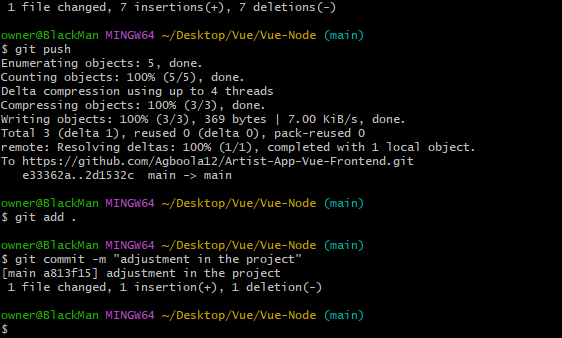 1 file changed, 7 insertions(+), 7 deletions(-)
owner@BlackMan MINGW64 ~/Desktop/Vue/Vue-Node (main)
$ git push
Enumerating objects: 5, done.
Counting objects: 100% (5/5), done.
Delta compression using up to 4 threads
Compressing objects: 100% (3/3), done.
Writing objects: 100% (3/3), 369 bytes | 7.00 KiB/s, done.
Total 3 (delta 1), reused 0 (delta 0), pack-reused 0
remote: Resolving deltas: 100% (1/1), completed with 1 local object.
To https://github.com/Agboola12/Artist-App-Vue-Frontend.git
e33362a..2d1532c  main -> main
owner@BlackMan MINGW64 ~/Desktop/Vue/Vue-Node (main)
$ git add .
owner@BlackMan MINGW64 ~/Desktop/Vue/Vue-Node (main)
$ git commit -m "adjustment in the project"
[main a813f15] adjustment in the project
1 file changed, 1 insertion(+), 1 deletion(-)
owner@BlackMan MINGW64 ~/Desktop/Vue/Vue-Node (main)
$